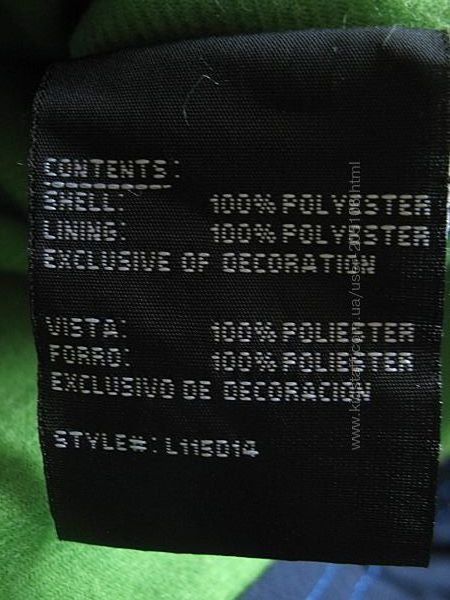 CONTENTS:
SHELL: 100% POLYESTER
LINING: 100% POLYESTER
EXCLUSIVE OF DECORATION
VISTA: 100% POLIESTER
FORRO: 100% POLIESTER
EXCLUSIVO DE DECORACION
STYLE#: L115014